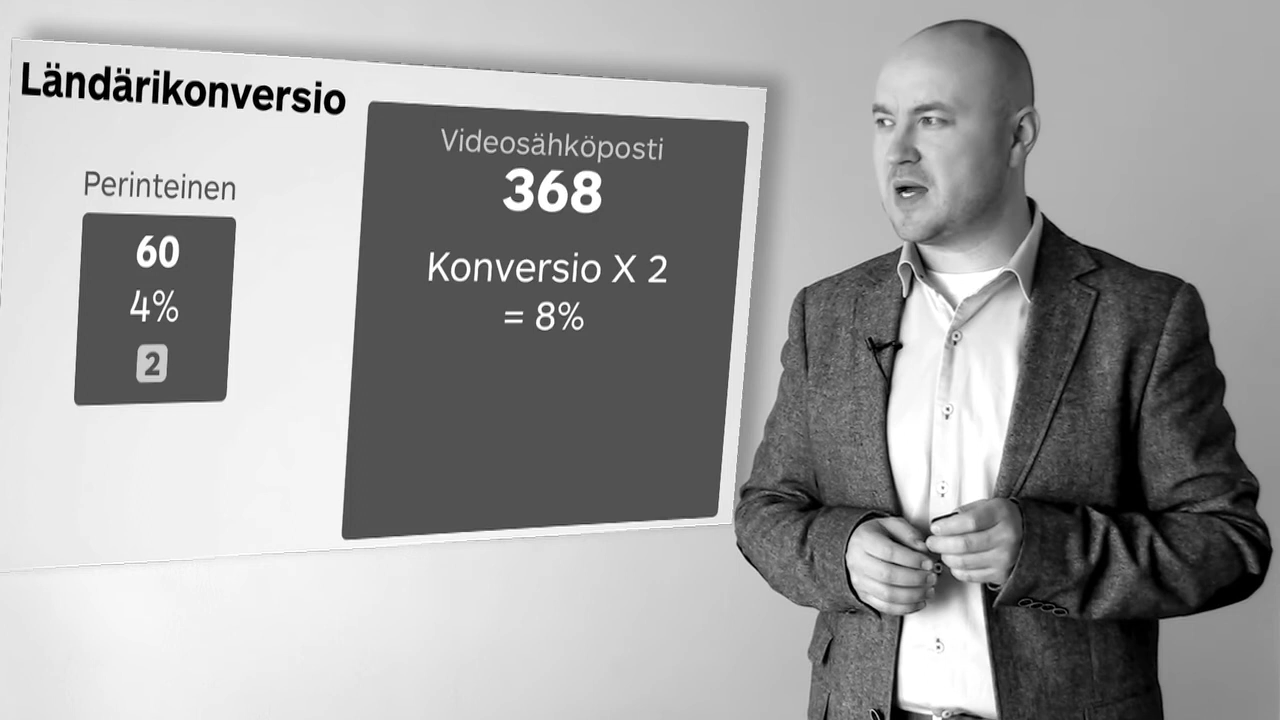 Ländärikonversio
Perinteinen
60
4%
2
Videosähköposti
368
Konversio X 2
= 8%